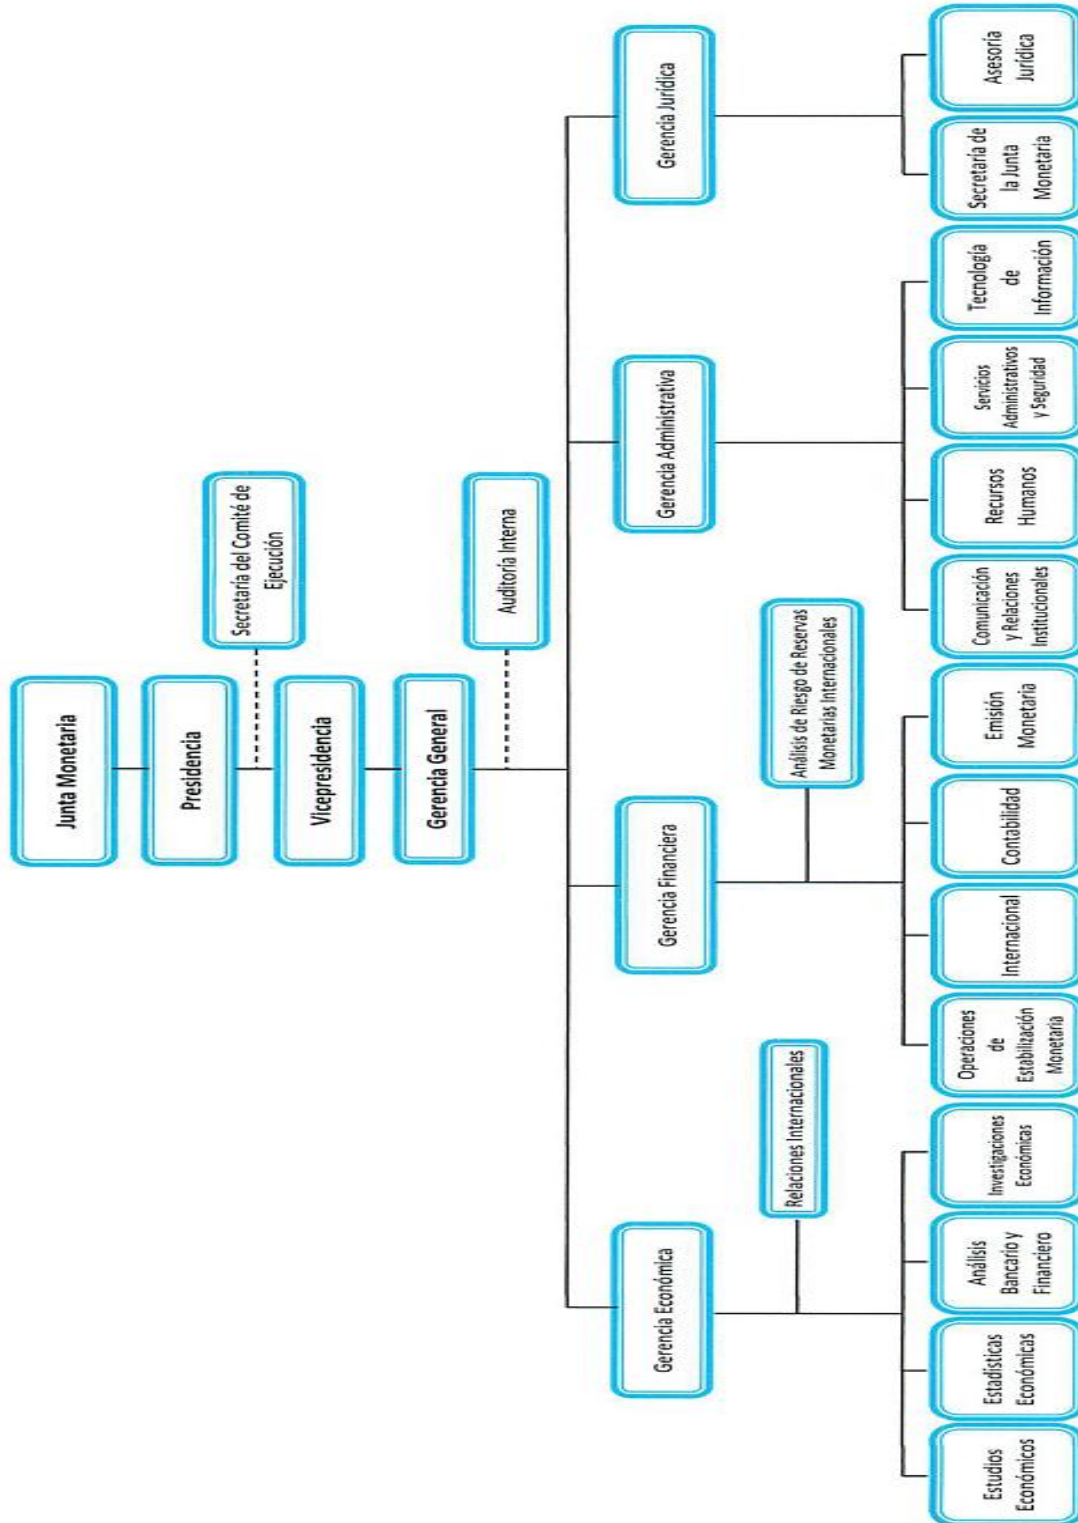 Junta Monetaria
Presidencia
Secretaría del Comité de
Ejecución
Vicepresidencia
Gerencia General
Auditoría Interna
Gerencia Económica
Gerencia Financiera
Gerencia Administrativa
Gerencia Jurídica
Relaciones Internacionales
Análisis de Riesgo de Reservas
Monetarias Internacionales
Estudios
Económicos
Estadísticas
Económicas
Análisis
Bancario y
Financiero
Investigaciones
Económicas
Operaciones
de
Estabilización
Monetaria
Internacional
Contabilidad
Emisión
Monetaria
Comunicación
y Relaciones
Institucionales
Recursos
Humanos
Servicios
Administrativos
y Seguridad
Tecnología
de
Información
Secretaría de
la Junta
Monetaria
Asesoría
Jurídica